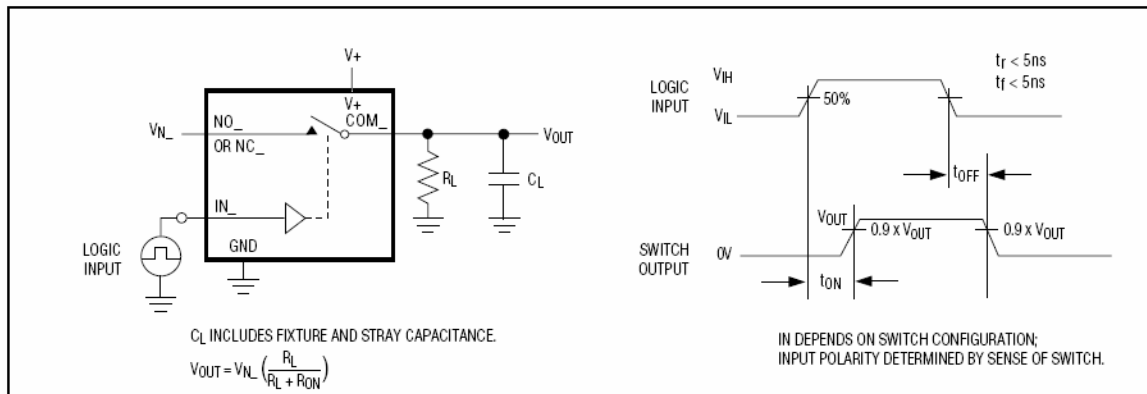 V+
V+
NO_
COM_
VN_
OR NC_
VOUT
RL
CL
IN_
GND
LOGIC
INPUT
CL INCLUDES FIXTURE AND STRAY CAPACITANCE.
VOUT = VN_ (RL / RL + RON)
LOGIC
INPUT
VIH
VIL
50%
tr < 5ns
tf < 5ns
tOFF
VOUT
0.9 x VOUT
0.9 x VOUT
SWITCH
OUTPUT
0V
tON
IN DEPENDS ON SWITCH CONFIGURATION;
INPUT POLARITY DETERMINED BY SENSE OF SWITCH.